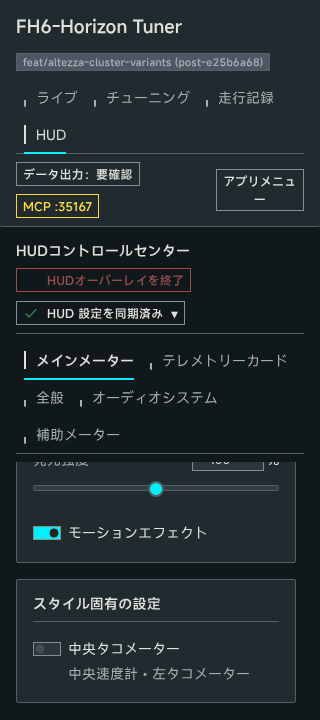 FH6-Horizon Tuner
feat/altezza-cluster-variants (post-e25b6a68)
ライブ チューニング 走行記録
HUD
データ出力: 要確認
MCP :35167
アプリメニュ
ー
HUDコントロールセンター
HUDオーバーレイを終了
HUD 設定を同期済み ▼
メインメーター テレメトリーカード
全般 オーディオシステム
補助メーター
モーションエフェクト
スタイル固有の設定
中央タコメーター
中央速度計・左タコメーター